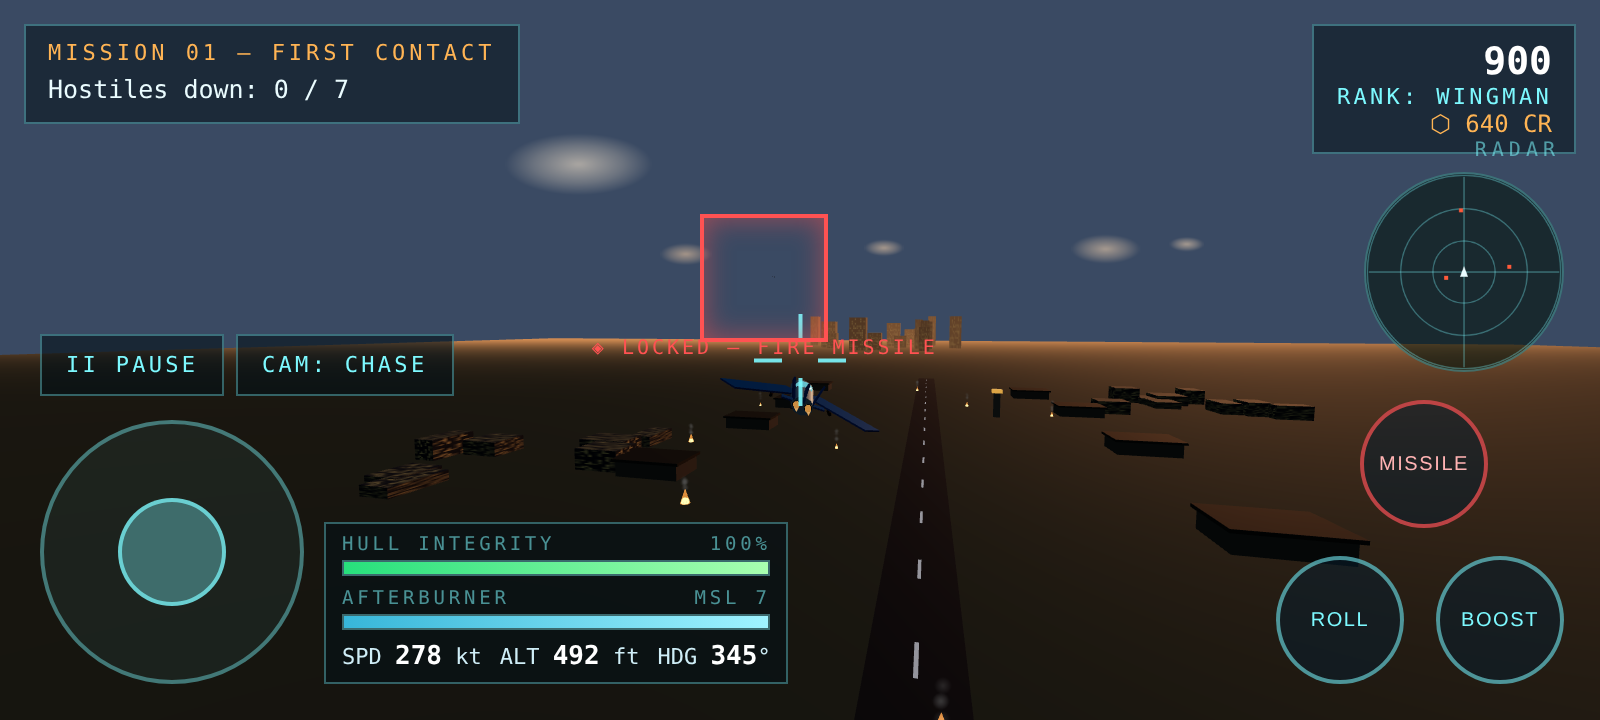 MISSION 01 — FIRST CONTACT
Hostiles down: 0 / 7
900
RANK: WINGMAN
⬡ 640 CR
RADAR
◈ LOCKED — FIRE MISSILE
II PAUSE
CAM: CHASE
MISSILE
HULL INTEGRITY 100%
AFTERBURNER MSL 7
SPD 278 kt ALT 492 ft HDG 345°
ROLL
BOOST